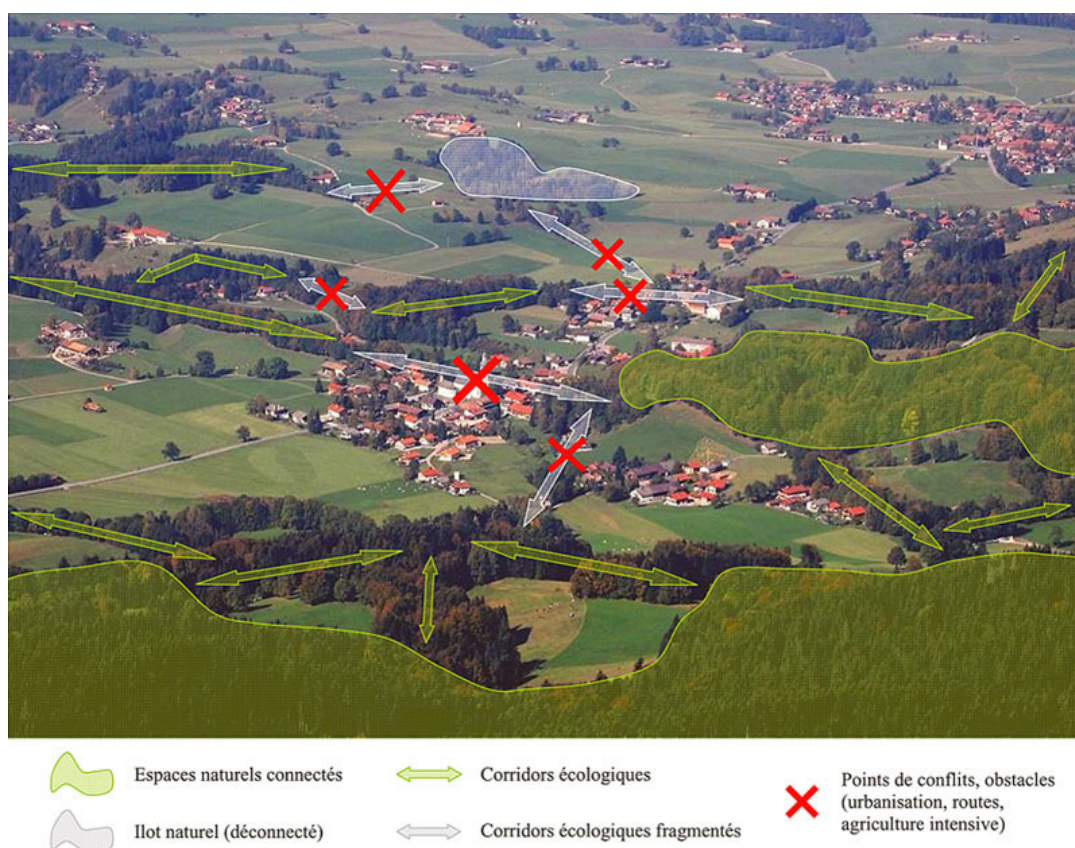 Espaces naturels connectés
Ilot naturel (déconnecté)
Corridors écologiques
Corridors écologiques fragmentés
Points de conflits, obstacles
(urbanisation, routes,
agriculture intensive)